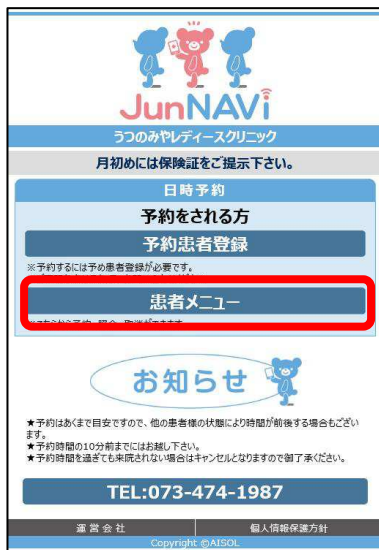 JunNAVi
うつのみやレディースクリニック
月初めには保険証をご提示下さい。
日時予約
予約をされる方
予約患者登録
※予約するには予め患者登録が必要です。
患者メニュー
お知らせ
★予約はあくまで目安ですので、他の患者様の状態により時間が前後する場合もござい
ます。
★予約時間の10分前までにはお越し下さい。
★予約時間を過ぎても来院されない場合はキャンセルとなりますので御了承ください。
TEL:073-474-1987
運営会社
個人情報保護方針
Copyright ©AISOL